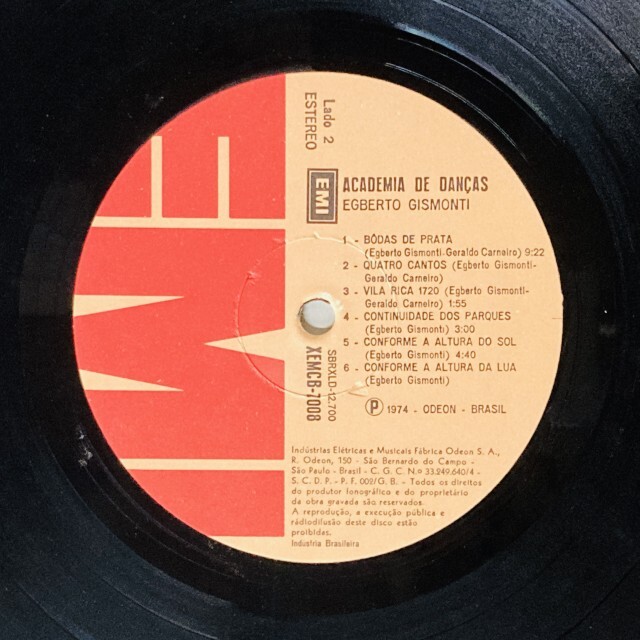 Lado 2
ESTEREO
EMI
ACADEMIA DE DANÇAS
EGBERTO GISMONTI
1 - BÔDAS DE PRATA
(Egberto Gismonti-Geraldo Carneiro) 9:22
2 - QUATRO CANTOS (Egberto Gismonti-
Geraldo Carneiro)
3 - VILA RICA 1720 (Egberto Gismonti-
Geraldo Carneiro) 1:55
4 - CONTINUIDADE DOS PARQUES
(Egberto Gismonti) 3:00
5 - CONFORME A ALTURA DO SOL
(Egberto Gismonti) 4:40
6 - CONFORME A ALTURA DA LUA
(Egberto Gismonti)
SBRXLD-12.700
XEMCB-7008
Ⓟ 1974 - ODEON - BRASIL
Indústrias Elétricas e Musicais Fábrica Odeon S. A.,
R. Odeon, 150 - São Bernardo do Campo -
São Paulo - Brasil - C. G. C. N.º 33.249.640/4 -
S. C. D. P. - P. F. 002/G. B. - Todos os direitos
do produtor fonográfico e do proprietário
da obra gravada são reservados.
A reprodução, a execução pública e
rádiodifusão deste disco estão
proibidas.
Indústria Brasileira
EMI